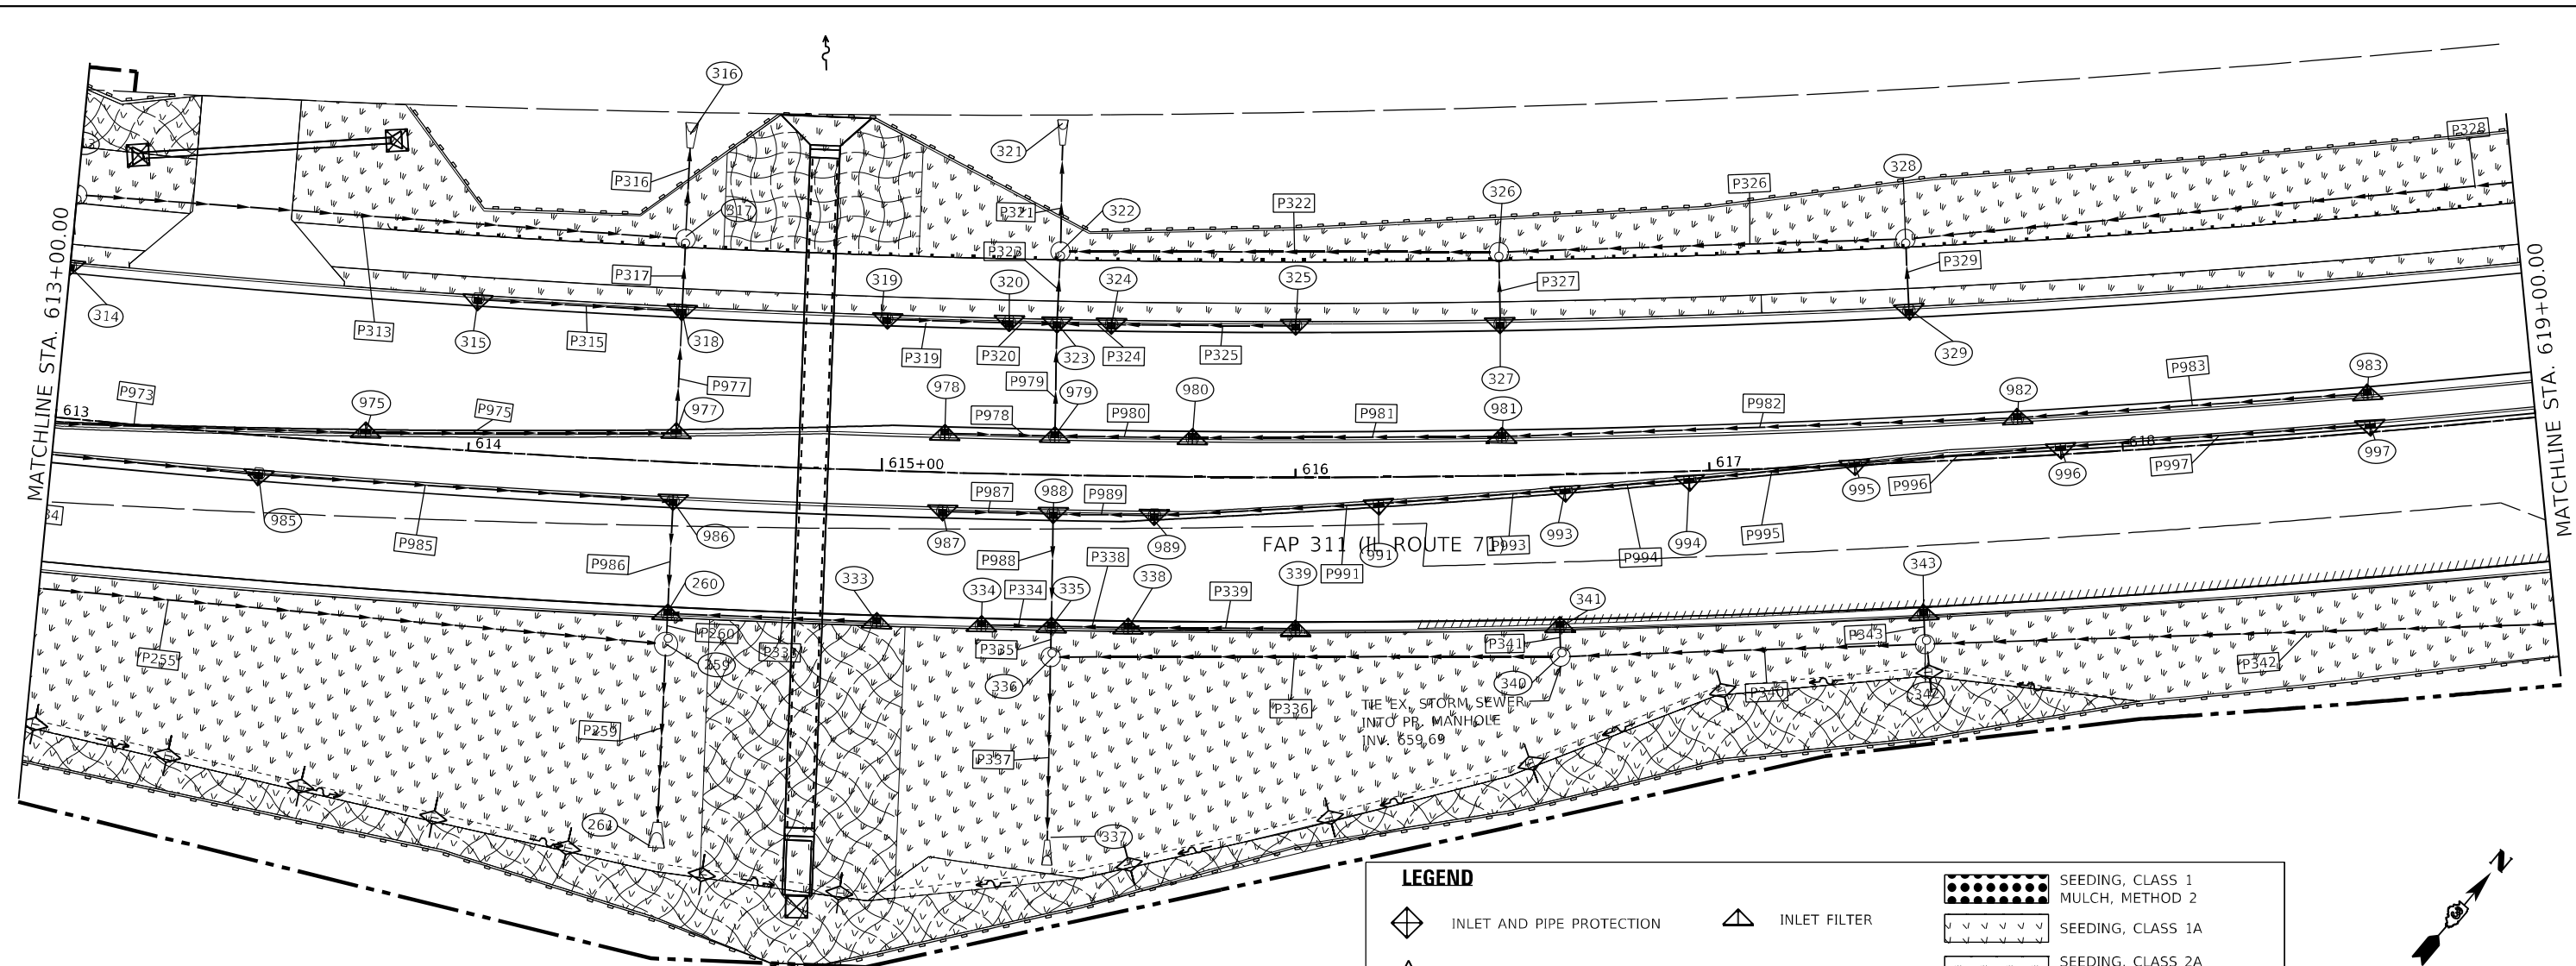 316
321
P316
317
P321
322
P322
326
P326
328
P328
P323
P317
319
320
324
325
P327
P329
314
P313
315
P315
318
P319
P320
323
P324
P325
327
329
MATCHLINE STA. 613+00.00
MATCHLINE STA. 619+00.00
P973
613
975
P975
614
P977
977
978
P978
P979
979
P980
980
P981
981
P982
982
P983
983
615+00
616
617
618
985
P985
986
987
P987
988
P989
989
991
P991
993
P993
P994
994
P995
995
P996
996
P997
997
FAP 311 (IL ROUTE 71)
P986
P988
260
333
334
P334
335
P338
338
P339
339
341
343
P255
P260
259
P335
336
P341
340
P343
P340
342
P342
P259
261
P336
P337
337
TIE EX. STORM SEWER
INTO PR. MANHOLE
INV. 659.69
LEGEND
INLET AND PIPE PROTECTION
INLET FILTER
SEEDING, CLASS 1
MULCH, METHOD 2
SEEDING, CLASS 1A
SEEDING, CLASS 2A
N